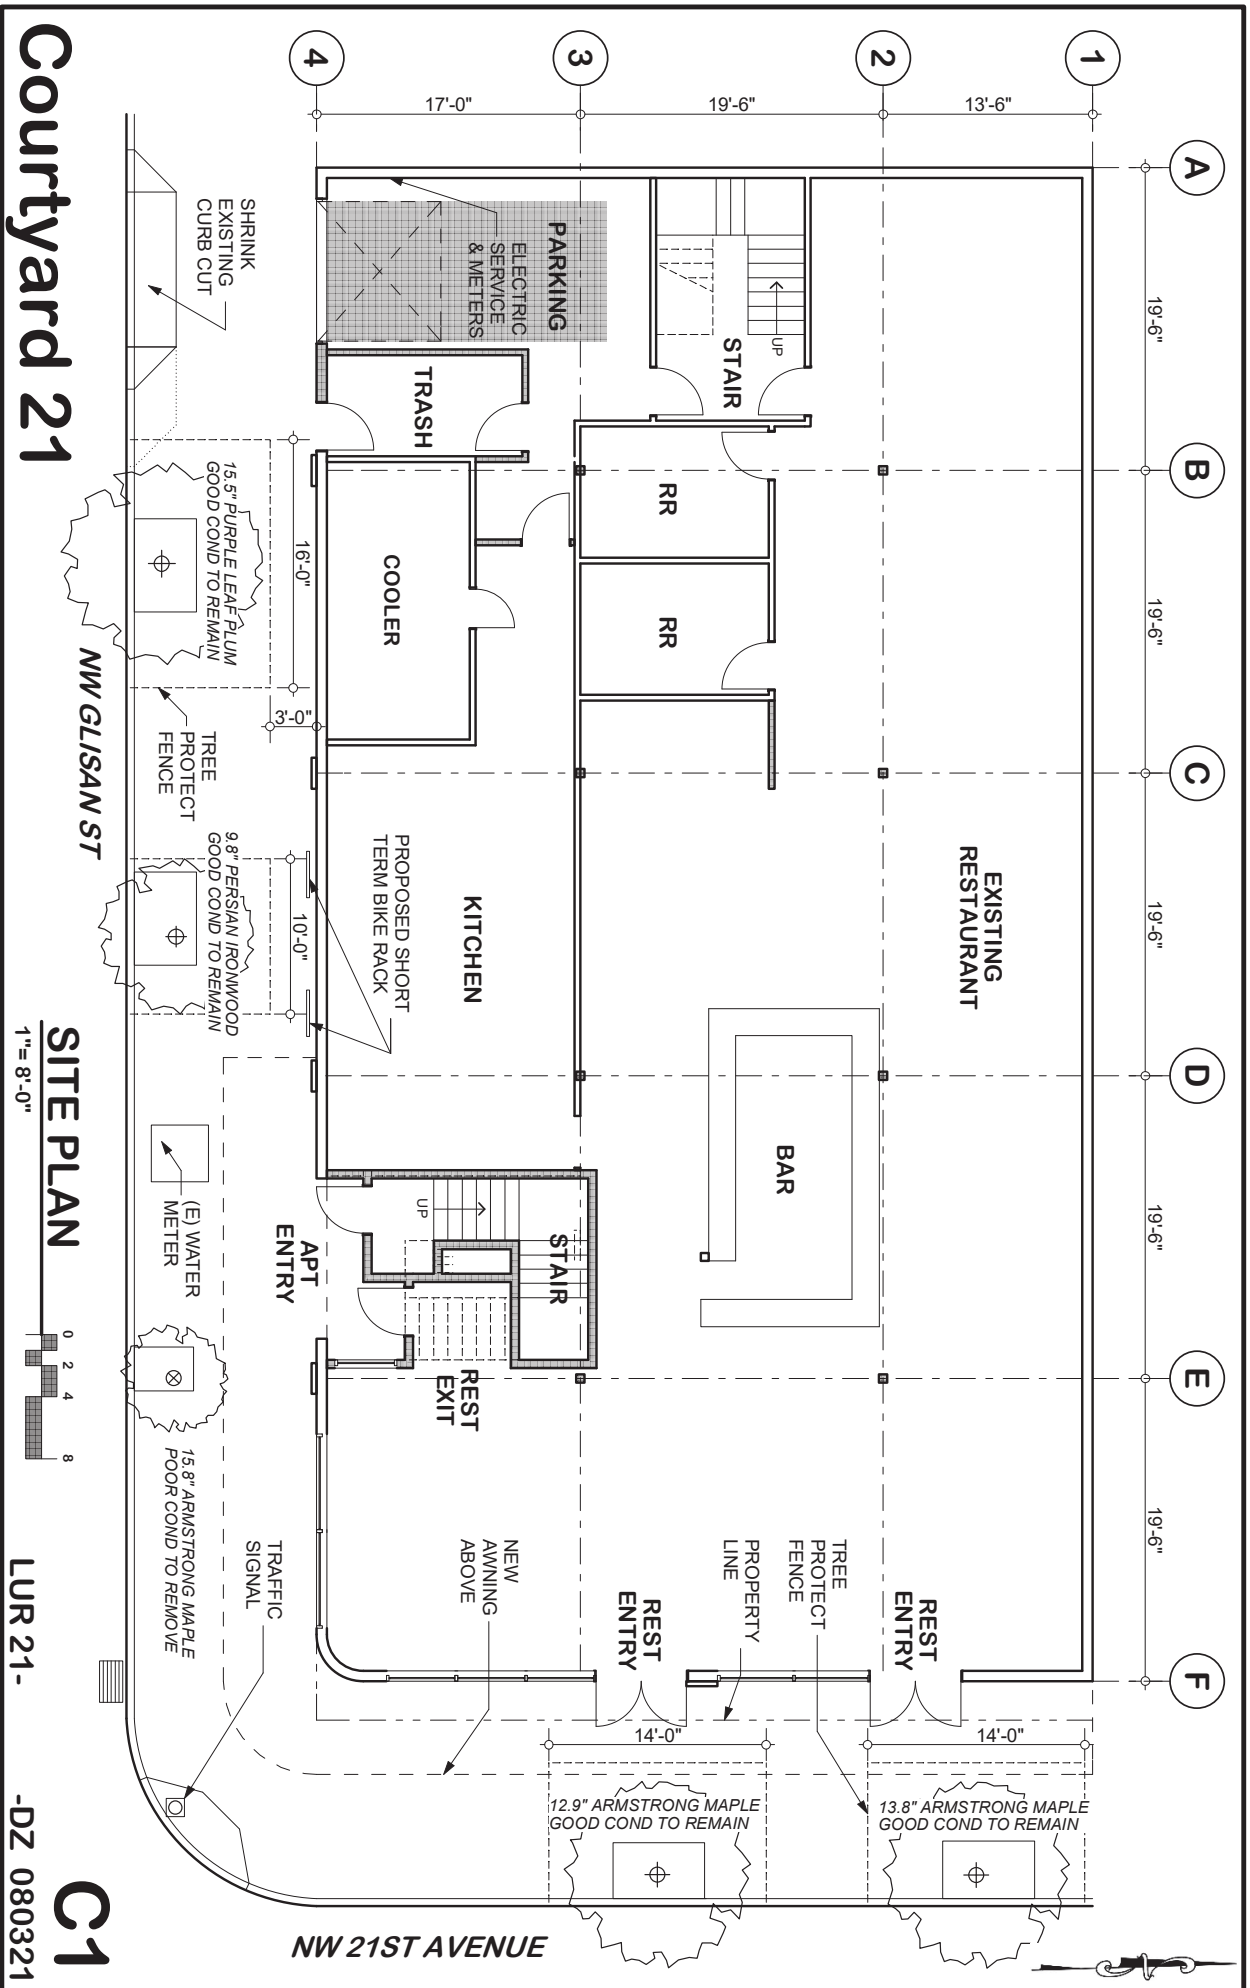 A
B
C
D
E
F
19'-6"
19'-6"
19'-6"
19'-6"
19'-6"
1
2
3
4
13'-6"
19'-6"
17'-0"
EXISTING
RESTAURANT
REST
ENTRY
REST
ENTRY
TREE
PROTECT
FENCE
PROPERTY
LINE
NEW
AWNING
ABOVE
BAR
STAIR
UP
RR
RR
PARKING
ELECTRIC
SERVICE
& METERS
TRASH
COOLER
KITCHEN
PROPOSED SHORT
TERM BIKE RACK
STAIR
UP
REST
EXIT
APT
ENTRY
14'-0"
14'-0"
13.8" ARMSTRONG MAPLE
GOOD COND TO REMAIN
12.9" ARMSTRONG MAPLE
GOOD COND TO REMAIN
NW 21ST AVENUE
SHRINK
EXISTING
CURB CUT
16'-0"
3'-0"
15.5" PURPLE LEAF PLUM
GOOD COND TO REMAIN
TREE
PROTECT
FENCE
NW GLISAN ST
10'-0"
9.8" PERSIAN IRONWOOD
GOOD COND TO REMAIN
(E) WATER
METER
15.8" ARMSTRONG MAPLE
POOR COND TO REMOVE
TRAFFIC
SIGNAL
Courtyard 21
SITE PLAN
1"= 8'-0"
0 2 4 8
LUR 21- -DZ 080321
C1